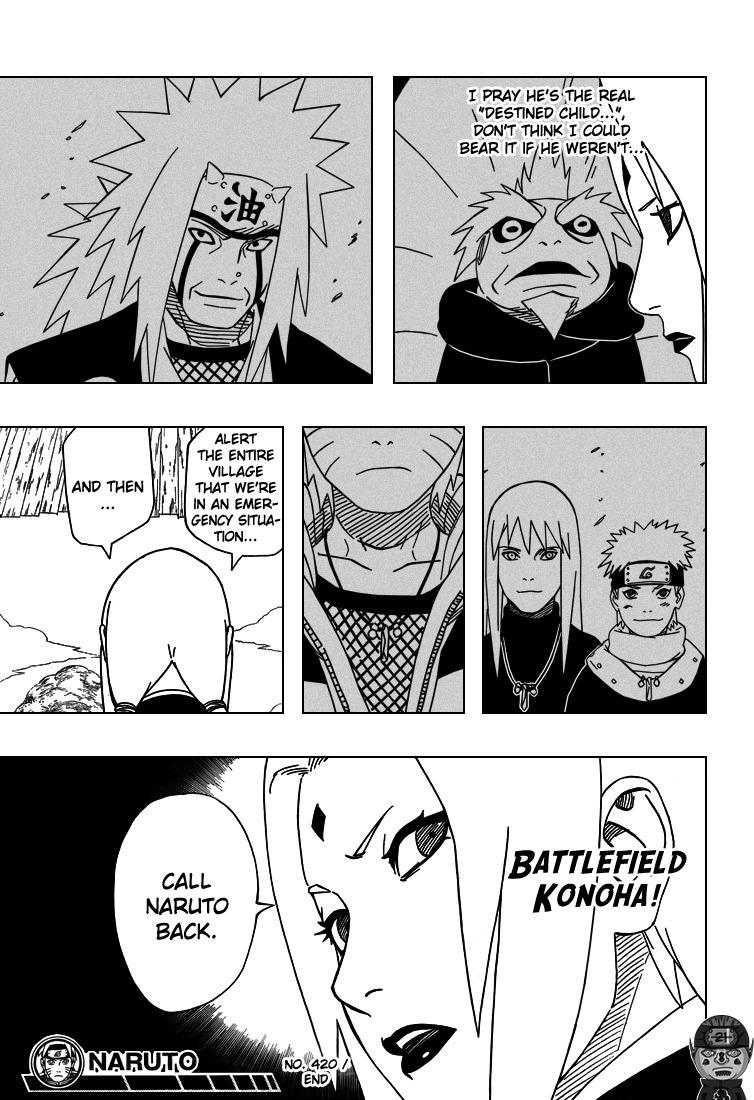 I PRAY HE'S THE REAL
"DESTINED CHILD...",
DON'T THINK I COULD
BEAR IT IF HE WEREN'T...
油
ALERT
THE ENTIRE
VILLAGE
THAT WE'RE
IN AN EMER-
GENCY SITUA-
TION...
AND THEN
...
CALL
NARUTO
BACK.
BATTLEFIELD
KONOHA!
NARUTO
NO. 420 /
END
21